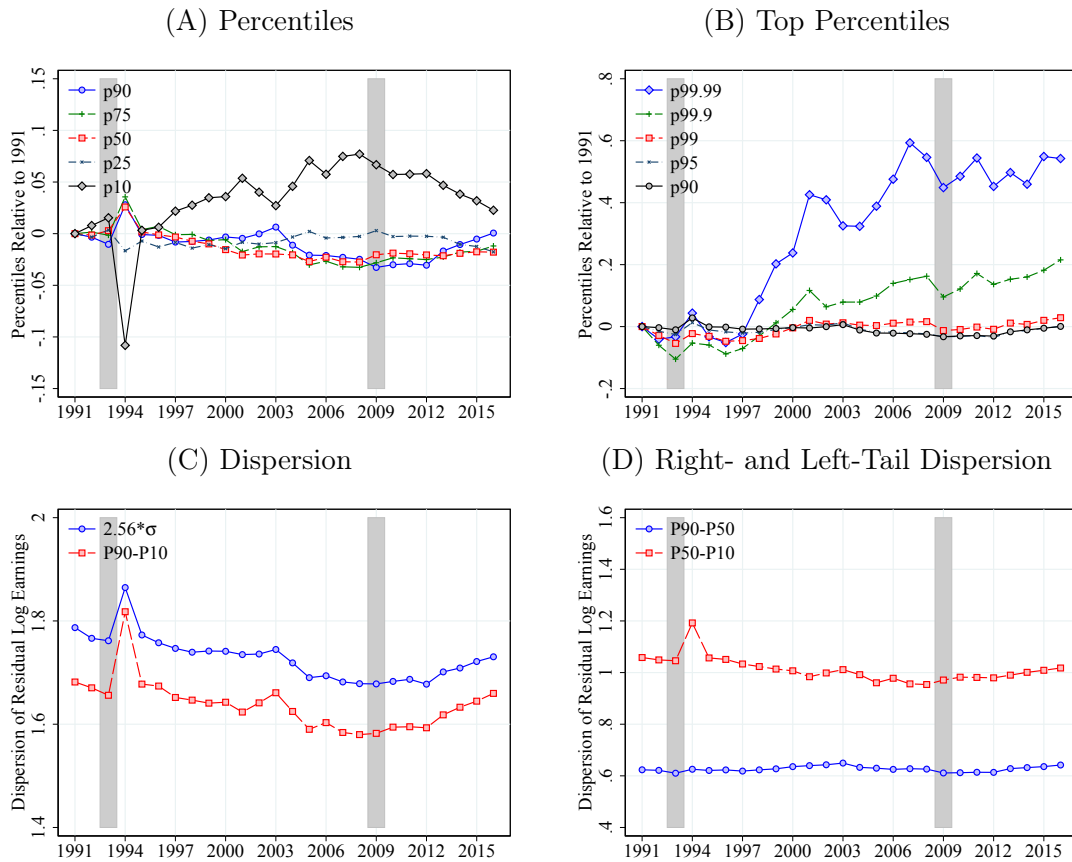 (A) Percentiles
Percentiles Relative to 1991
.15
.1
.05
0
-.05
-.1
-.15
p90
p75
p50
p25
p10
1991 1994 1997 2000 2003 2006 2009 2012 2015
(B) Top Percentiles
Percentiles Relative to 1991
.8
.6
.4
.2
0
-.2
p99.99
p99.9
p99
p95
p90
1991 1994 1997 2000 2003 2006 2009 2012 2015
(C) Dispersion
Dispersion of Residual Log Earnings
2
1.8
1.6
1.4
2.56*σ
P90-P10
1991 1994 1997 2000 2003 2006 2009 2012 2015
(D) Right- and Left-Tail Dispersion
Dispersion of Residual Log Earnings
1.6
1.4
1.2
1
.8
.6
.4
P90-P50
P50-P10
1991 1994 1997 2000 2003 2006 2009 2012 2015